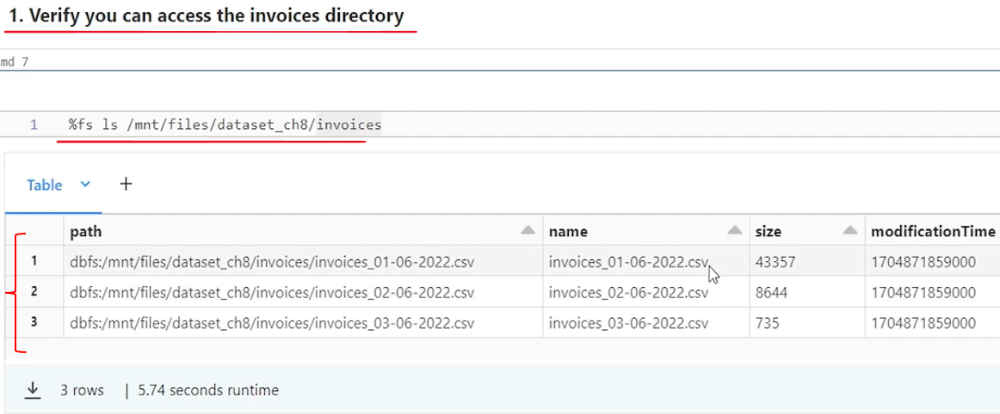 1. Verify you can access the invoices directory
md 7
1 %fs ls /mnt/files/dataset_ch8/invoices
Table +
path name size modificationTime
1 dbfs:/mnt/files/dataset_ch8/invoices/invoices_01-06-2022.csv invoices_01-06-2022.csv 43357 1704871859000
2 dbfs:/mnt/files/dataset_ch8/invoices/invoices_02-06-2022.csv invoices_02-06-2022.csv 8644 1704871859000
3 dbfs:/mnt/files/dataset_ch8/invoices/invoices_03-06-2022.csv invoices_03-06-2022.csv 735 1704871859000
3 rows | 5.74 seconds runtime